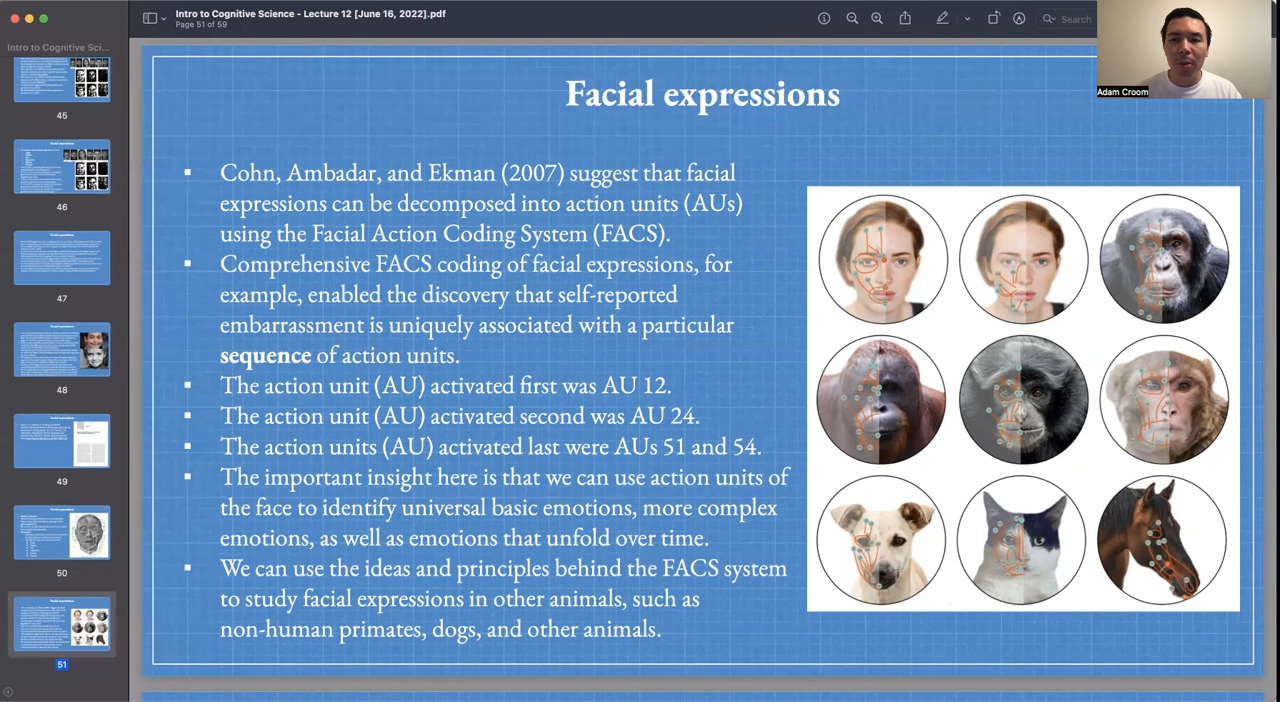 Intro to Cognitive Science - Lecture 12 [June 16, 2022].pdf
Page 51 of 59
Search
Intro to Cognitive Sci...
45
46
47
48
49
50
51
Adam Croom
Facial expressions
▪ Cohn, Ambadar, and Ekman (2007) suggest that facial
expressions can be decomposed into action units (AUs)
using the Facial Action Coding System (FACS).
▪ Comprehensive FACS coding of facial expressions, for
example, enabled the discovery that self-reported
embarrassment is uniquely associated with a particular
sequence of action units.
▪ The action unit (AU) activated first was AU 12.
▪ The action unit (AU) activated second was AU 24.
▪ The action units (AU) activated last were AUs 51 and 54.
▪ The important insight here is that we can use action units of
the face to identify universal basic emotions, more complex
emotions, as well as emotions that unfold over time.
▪ We can use the ideas and principles behind the FACS system
to study facial expressions in other animals, such as
non-human primates, dogs, and other animals.